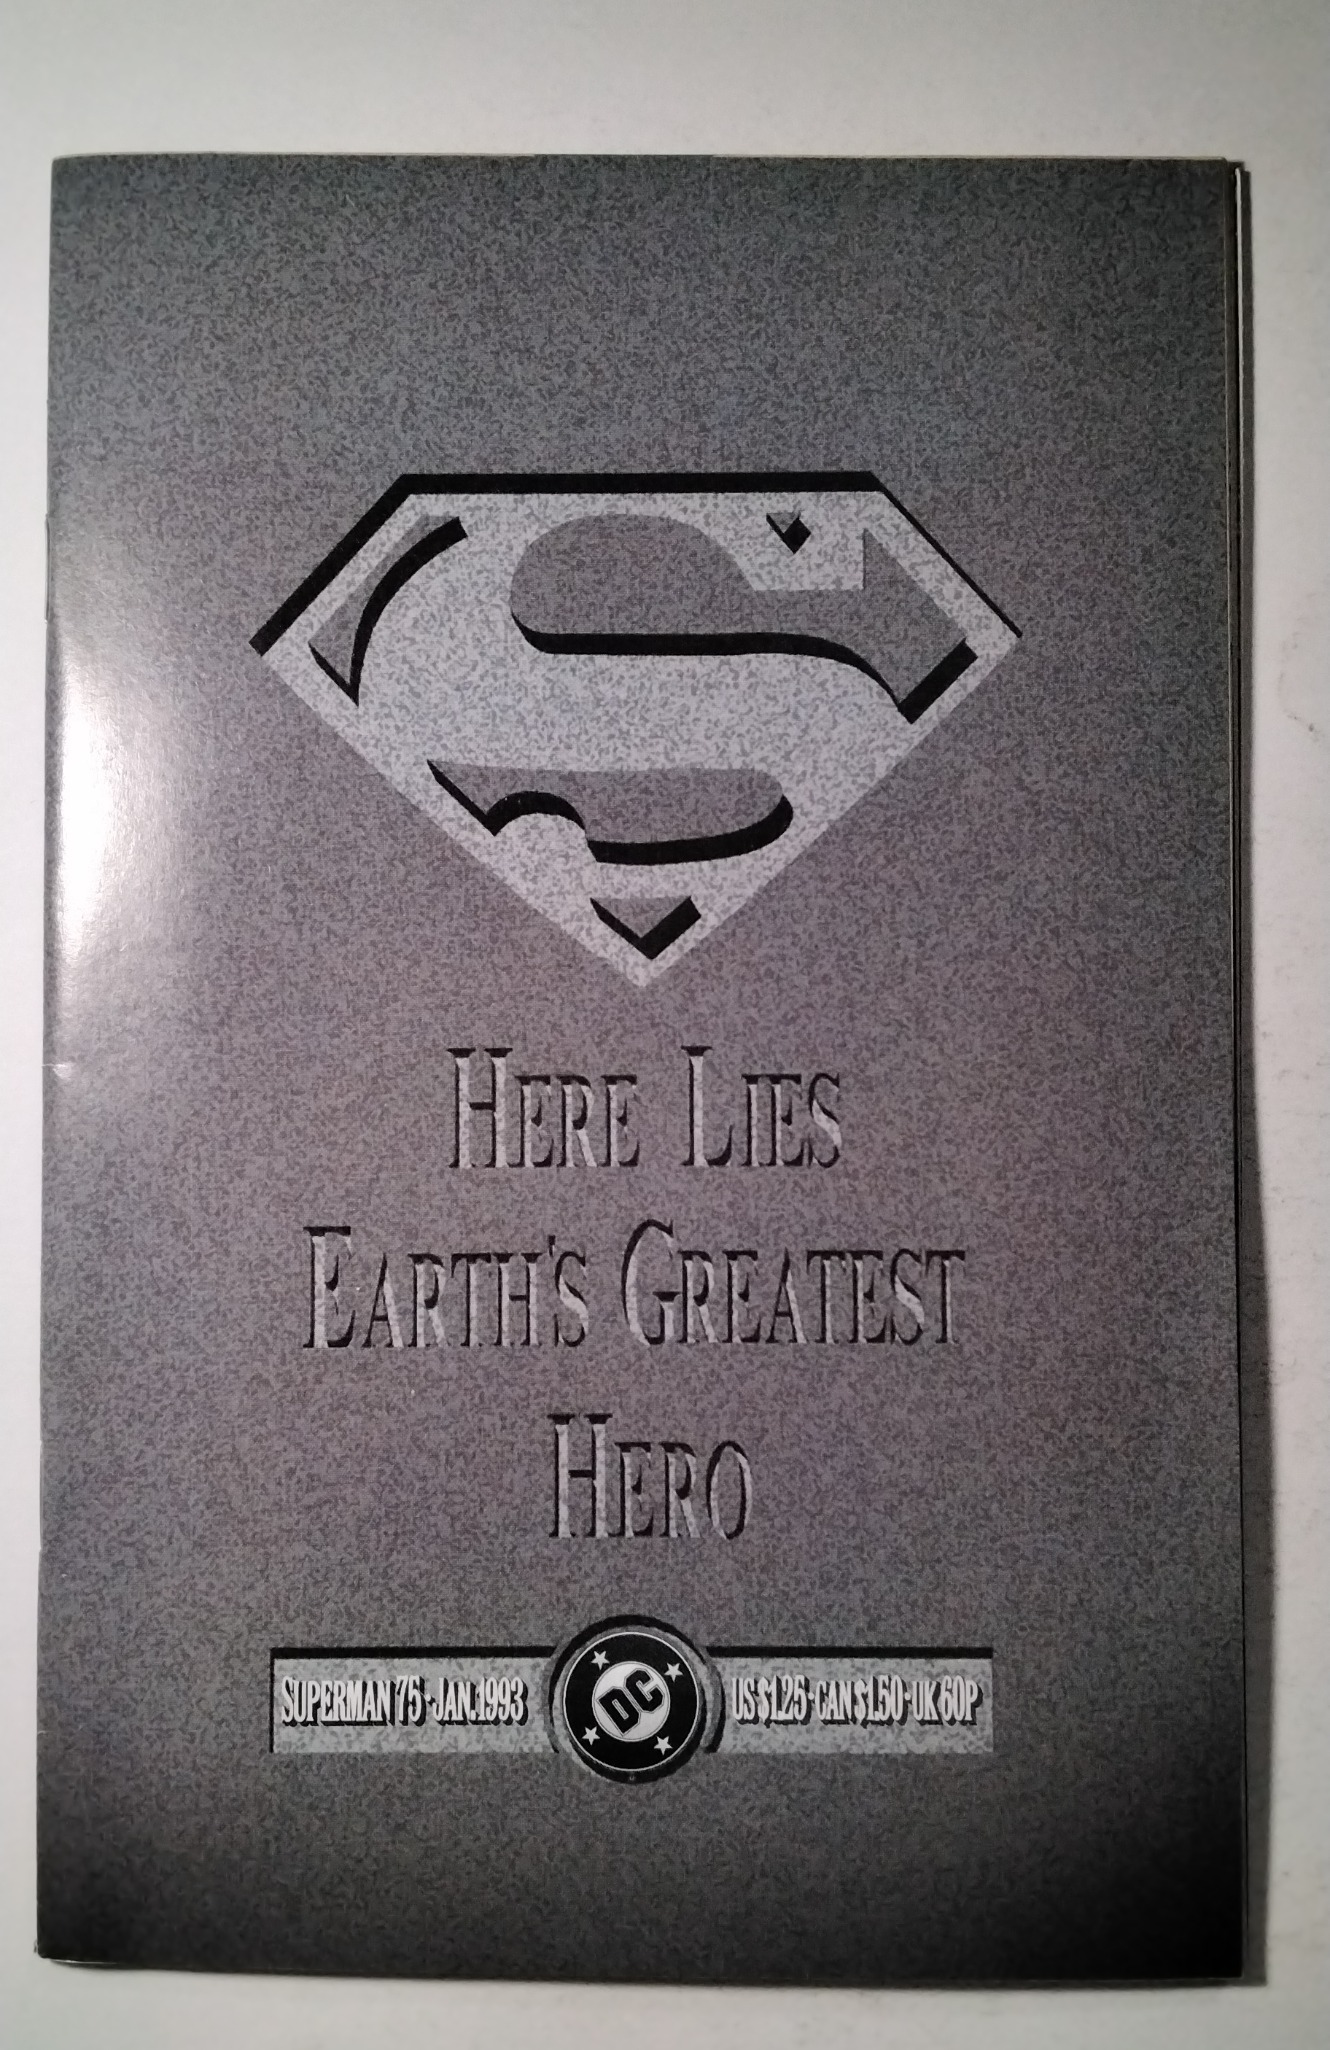 HERE LIES
EARTH'S GREATEST
HERO
SUPERMAN 75 · JAN. 1993
DC
US $1.25 · CAN $1.50 · UK 60P